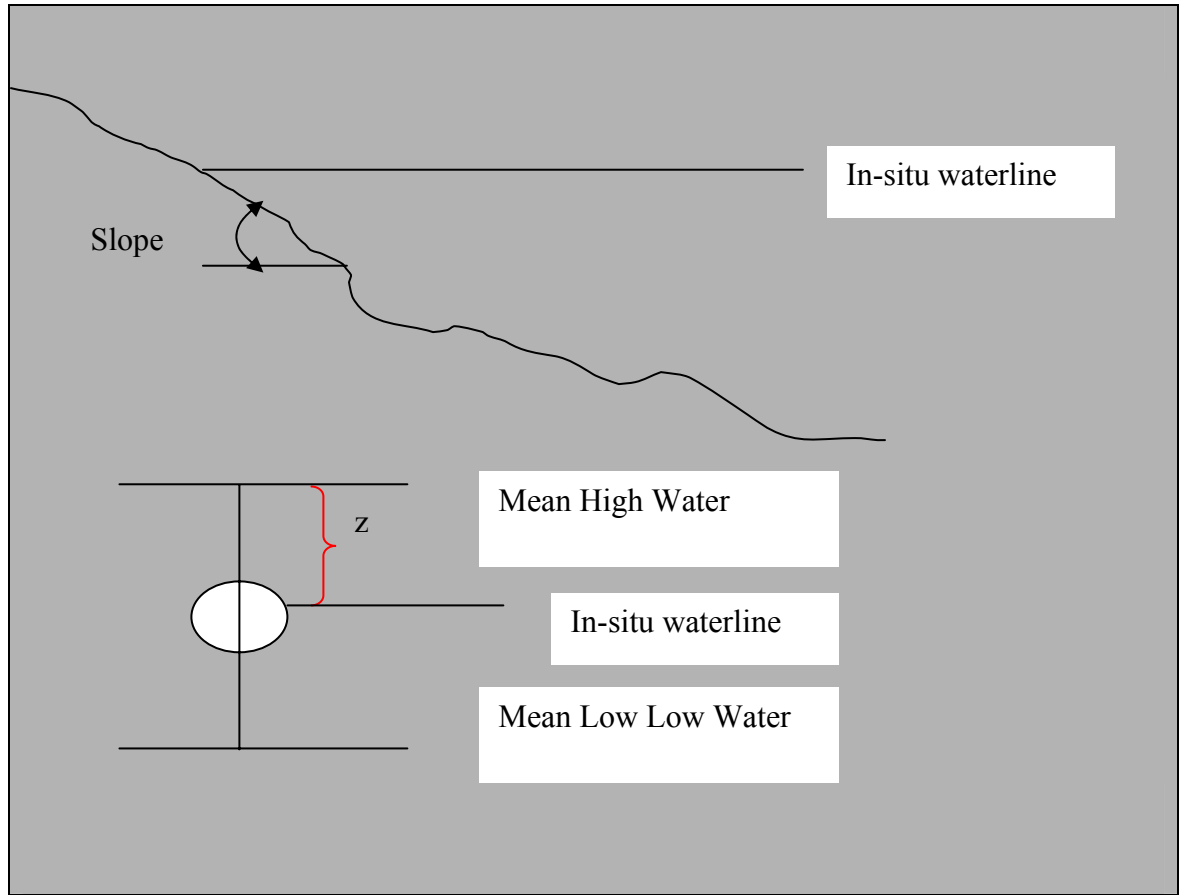 In-situ waterline
Slope
Mean High Water
z
In-situ waterline
Mean Low Low Water